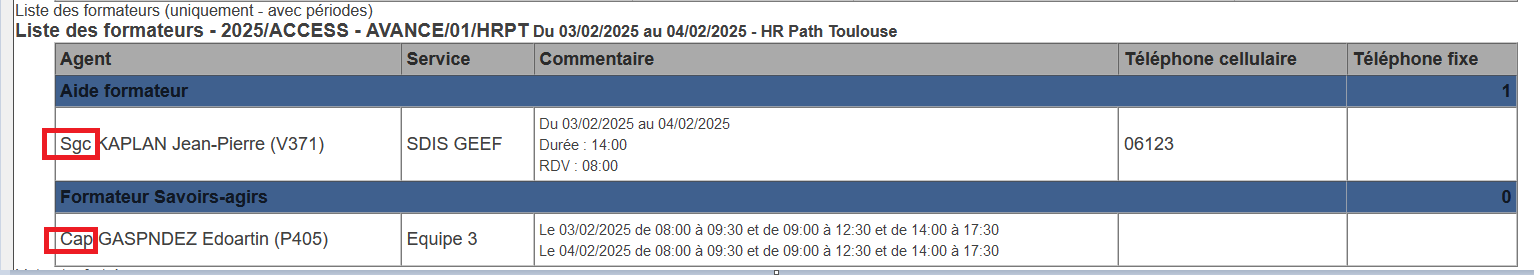 Liste des formateurs (uniquement - avec périodes)
Liste des formateurs - 2025/ACCESS - AVANCE/01/HRPT Du 03/02/2025 au 04/02/2025 - HR Path Toulouse
Agent Service Commentaire Téléphone cellulaire Téléphone fixe
Aide formateur 1
Sgc KAPLAN Jean-Pierre (V371) SDIS GEEF Du 03/02/2025 au 04/02/2025
Durée : 14:00
RDV : 08:00
06123
Formateur Savoirs-agirs 0
Cap GASPNDEZ Edoartin (P405) Equipe 3 Le 03/02/2025 de 08:00 à 09:30 et de 09:00 à 12:30 et de 14:00 à 17:30
Le 04/02/2025 de 08:00 à 09:30 et de 09:00 à 12:30 et de 14:00 à 17:30